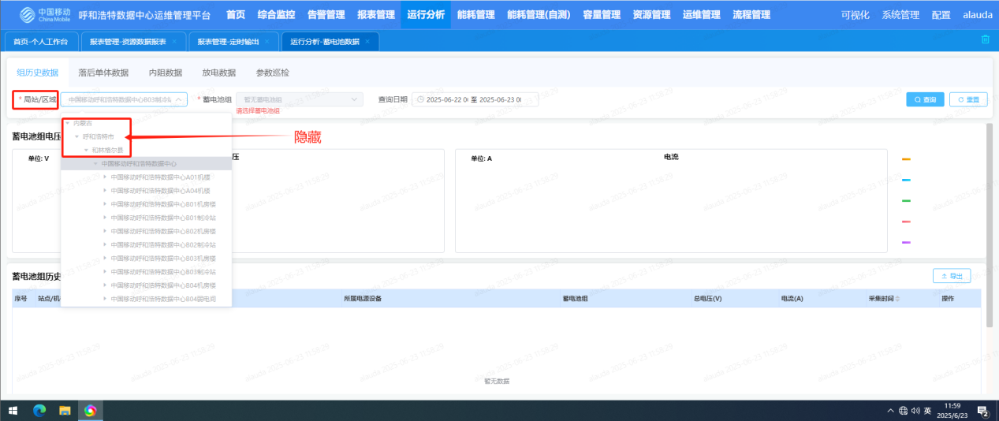 中国移动 China Mobile 呼和浩特数据中心运维管理平台 首页 综合监控 告警管理 报表管理 运行分析 能耗管理 能耗管理(自测) 容量管理 资源管理 运维管理 流程管理 可视化 系统管理 配置 alauda
首页-个人工作台 报表管理-资源数据报表 × 报表管理-定时输出 × 运行分析-蓄电池数据 ×
组历史数据 落后单体数据 内阻数据 放电数据 参数巡检
* 局站/区域 中国移动呼和浩特数据中心B03制冷站 * 蓄电池组 暂无蓄电池组 查询日期 2025-06-22 0 至 2025-06-23 0 查询 重置
请选择蓄电池组
内蒙古
呼和浩特市
和林格尔县
中国移动呼和浩特数据中心
中国移动呼和浩特数据中心A01机楼
中国移动呼和浩特数据中心A04机楼
中国移动呼和浩特数据中心B01机房楼
中国移动呼和浩特数据中心B01制冷站
中国移动呼和浩特数据中心B02机房楼
中国移动呼和浩特数据中心B02制冷站
中国移动呼和浩特数据中心B03机房楼
中国移动呼和浩特数据中心B03制冷站
中国移动呼和浩特数据中心B04机房楼
中国移动呼和浩特数据中心B04弱电间
隐藏
蓄电池组电压
单位: V 压 单位: A 电流
蓄电池组历史
导出
序号 站点/机 所属电源设备 蓄电池组 总电压(V) 电流(A) 采集时间 操作
暂无数据
alauda 2025-06-23 11:58:29
英 11:59
2025/6/23
2